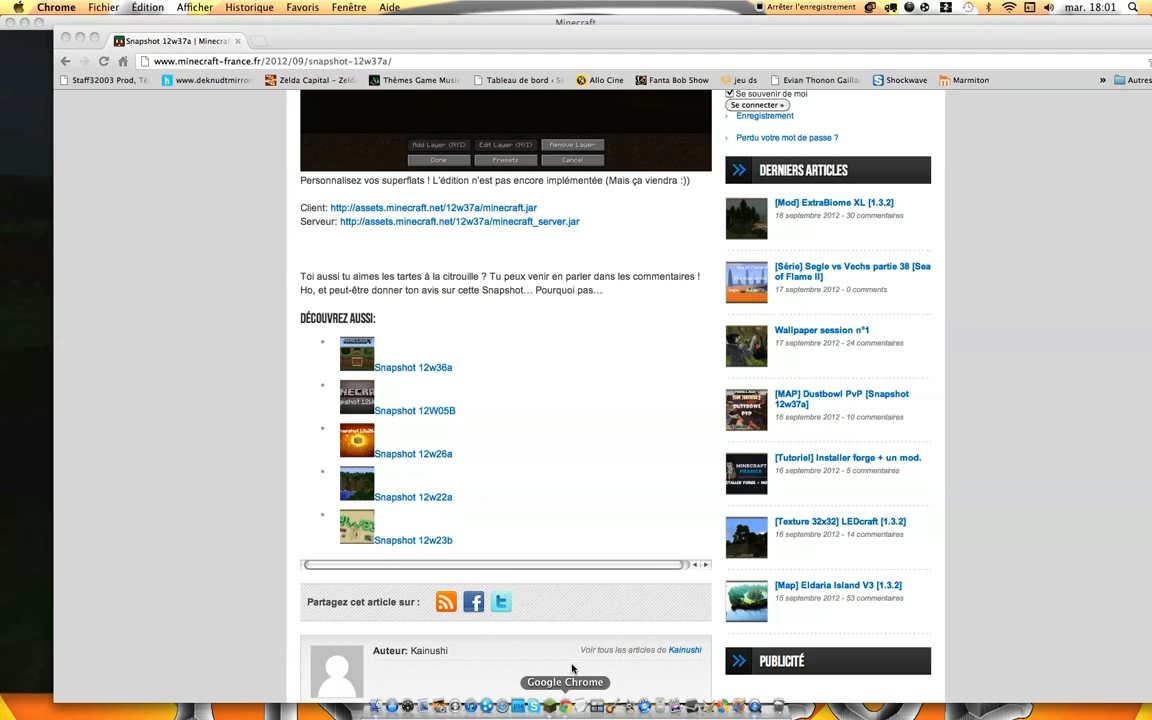 Chrome Fichier Édition Afficher Historique Favoris Fenêtre Aide Arrêter l'enregistrement mar. 18:01
Minecraft
Snapshot 12w37a | Minecraf
www.minecraft-france.fr/2012/09/snapshot-12w37a/
Staff32003 Prod, TE www.deknudtmirror Zelda Capital – Zeld Thèmes Game Musi Tableau de bord ‹ S Allo Cine Fanta Bob Show jeu ds Evian Thonon Gaillar Shockwave Marmiton » Autres
Se souvenir de moi
Se connecter »
Enregistrement
Perdu votre mot de passe ?
Add Layer (NYI) Edit Layer (NYI) Remove Layer
Done Presets Cancel
Personnalisez vos superflats ! L'édition n'est pas encore implémentée (Mais ça viendra :))
Client: http://assets.minecraft.net/12w37a/minecraft.jar
Serveur: http://assets.minecraft.net/12w37a/minecraft_server.jar
Toi aussi tu aimes les tartes à la citrouille ? Tu peux venir en parler dans les commentaires !
Ho, et peut-être donner ton avis sur cette Snapshot… Pourquoi pas…
DÉCOUVREZ AUSSI:
Snapshot 12w36a
Snapshot 12W05B
Snapshot 12w26a
Snapshot 12w22a
Snapshot 12w23b
Partagez cet article sur :
Auteur: Kainushi
Voir tous les articles de Kainushi
Google Chrome
DERNIERS ARTICLES
[Mod] ExtraBiome XL [1.3.2]
18 septembre 2012 - 30 commentaires
[Série] Segle vs Vechs partie 38 [Sea
of Flame II]
17 septembre 2012 - 0 comments
Wallpaper session n°1
17 septembre 2012 - 24 commentaires
[MAP] Dustbowl PvP [Snapshot
12w37a]
16 septembre 2012 - 10 commentaires
[Tutoriel] Installer forge + un mod.
16 septembre 2012 - 5 commentaires
[Texture 32x32] LEDcraft [1.3.2]
16 septembre 2012 - 14 commentaires
[Map] Eldaria Island V3 [1.3.2]
15 septembre 2012 - 53 commentaires
PUBLICITÉ